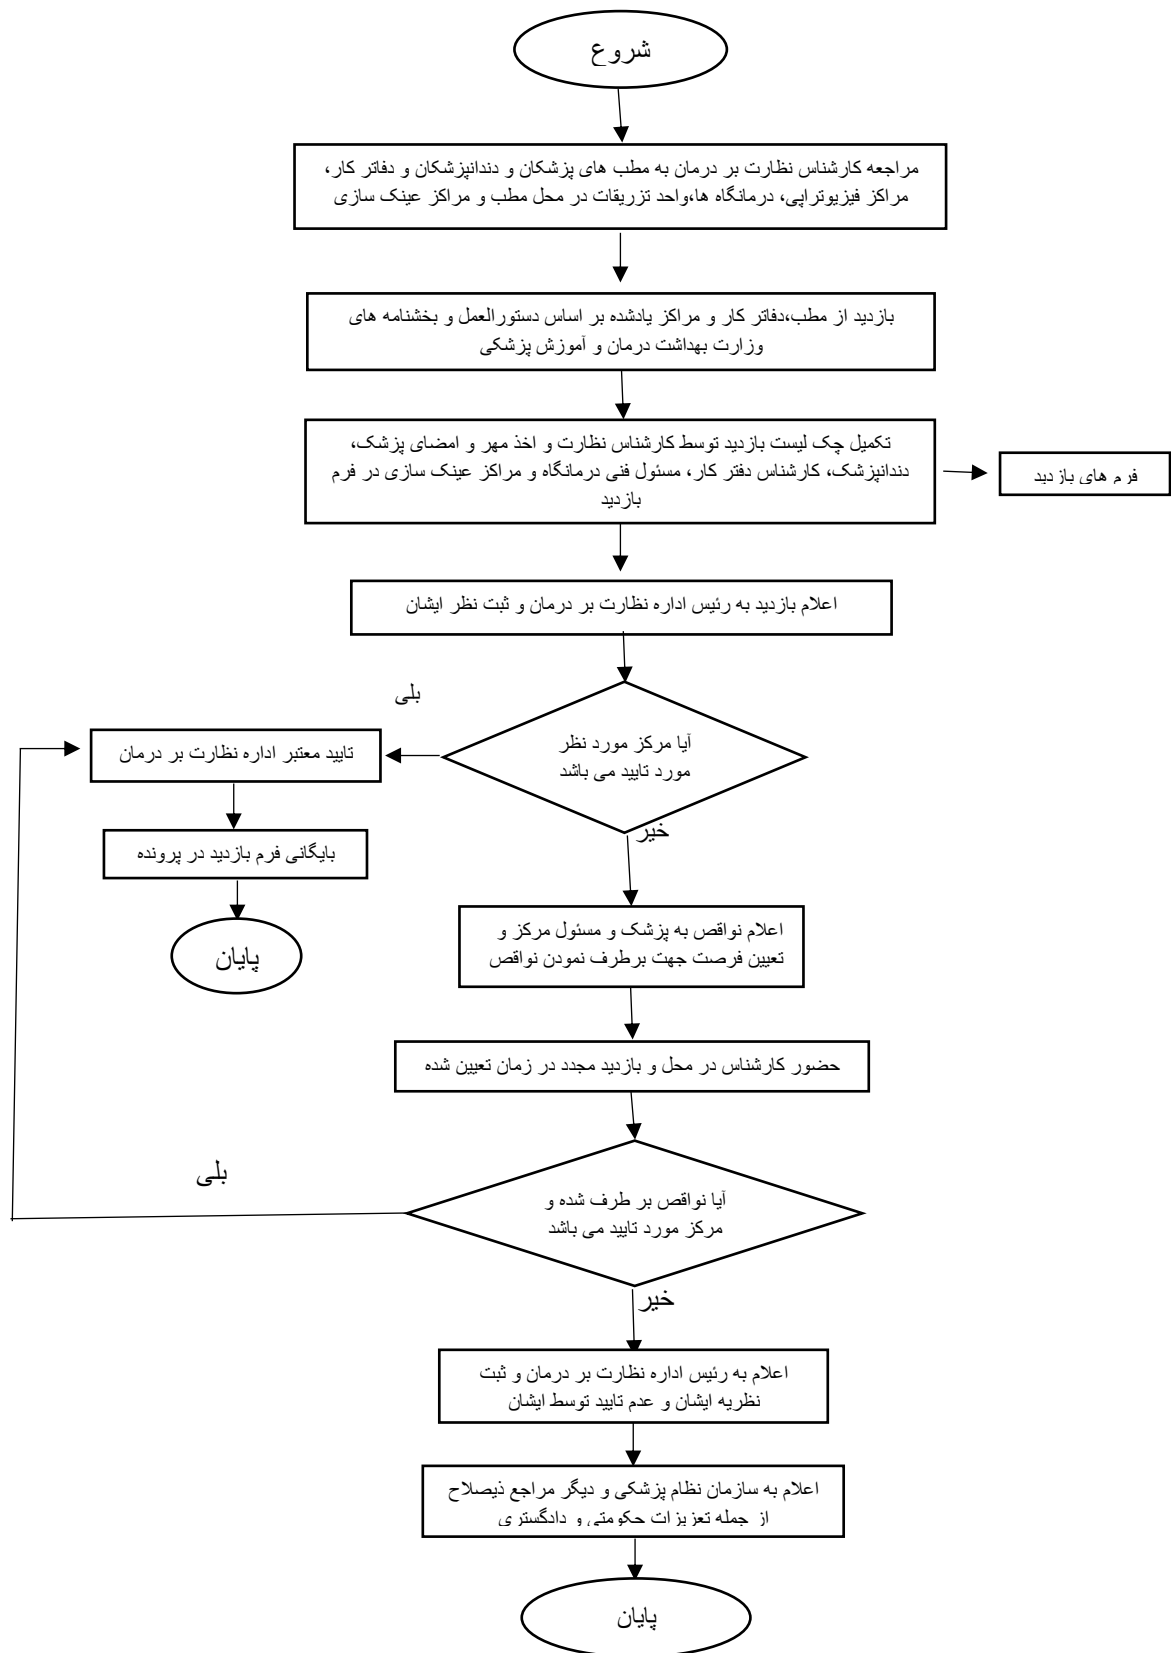 شروع
مراجعه کارشناس نظارت بر درمان به مطب های پزشکان و دندانپزشکان و دفاتر کار،
مراکز فیزیوتراپی، درمانگاه ها،واحد تزریقات در محل مطب و مراکز عینک سازی
بازدید از مطب،دفاتر کار و مراکز یادشده بر اساس دستورالعمل و بخشنامه های
وزارت بهداشت درمان و آموزش پزشکی
تکمیل چک لیست بازدید توسط کارشناس نظارت و اخذ مهر و امضای پزشک،
دندانپزشک، کارشناس دفتر کار، مسئول فنی درمانگاه و مراکز عینک سازی در فرم
بازدید
فرم های بازدید
اعلام بازدید به رئیس اداره نظارت بر درمان و ثبت نظر ایشان
بلی
آیا مرکز مورد نظر
مورد تایید می باشد
تایید معتبر اداره نظارت بر درمان
خیر
بایگانی فرم بازدید در پرونده
پایان
اعلام نواقص به پزشک و مسئول مرکز و
تعیین فرصت جهت برطرف نمودن نواقص
حضور کارشناس در محل و بازدید مجدد در زمان تعیین شده
بلی
آیا نواقص بر طرف شده و
مرکز مورد تایید می باشد
خیر
اعلام به رئیس اداره نظارت بر درمان و ثبت
نظریه ایشان و عدم تایید توسط ایشان
اعلام به سازمان نظام پزشکی و دیگر مراجع ذیصلاح
از جمله تعزیرات حکومتی و دادگستری
پایان